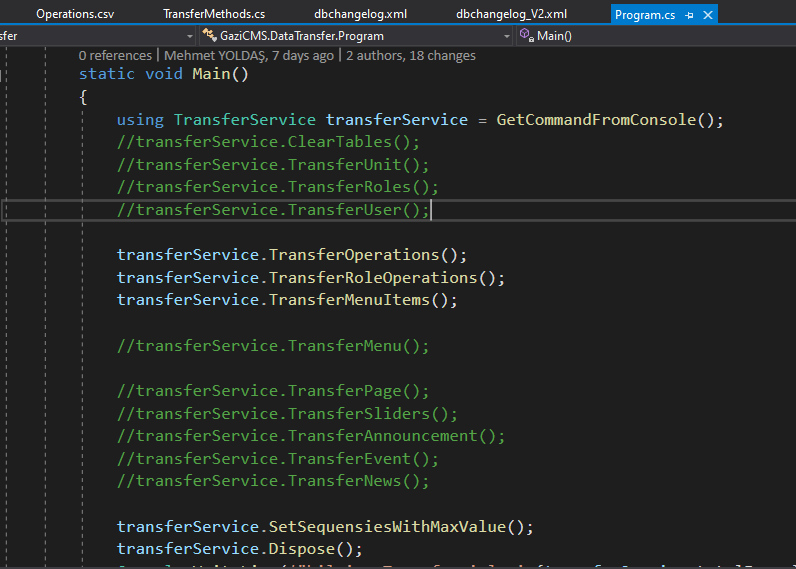 Operations.csv TransferMethods.cs dbchangelog.xml dbchangelog_V2.xml Program.cs
sfer GaziCMS.DataTransfer.Program Main()
0 references | Mehmet YOLDAŞ, 7 days ago | 2 authors, 18 changes
static void Main()
{
using TransferService transferService = GetCommandFromConsole();
//transferService.ClearTables();
//transferService.TransferUnit();
//transferService.TransferRoles();
//transferService.TransferUser();
transferService.TransferOperations();
transferService.TransferRoleOperations();
transferService.TransferMenuItems();
//transferService.TransferMenu();
//transferService.TransferPage();
//transferService.TransferSliders();
//transferService.TransferAnnouncement();
//transferService.TransferEvent();
//transferService.TransferNews();
transferService.SetSequensiesWithMaxValue();
transferService.Dispose();